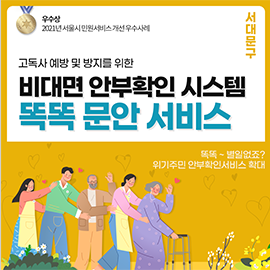 우수상
2021년 서울시 민원서비스 개선 우수사례
서대문구
고독사 예방 및 방지를 위한
비대면 안부확인 시스템
똑똑 문안 서비스
똑똑 ~ 별일없죠?
위기주민 안부확인서비스 확대